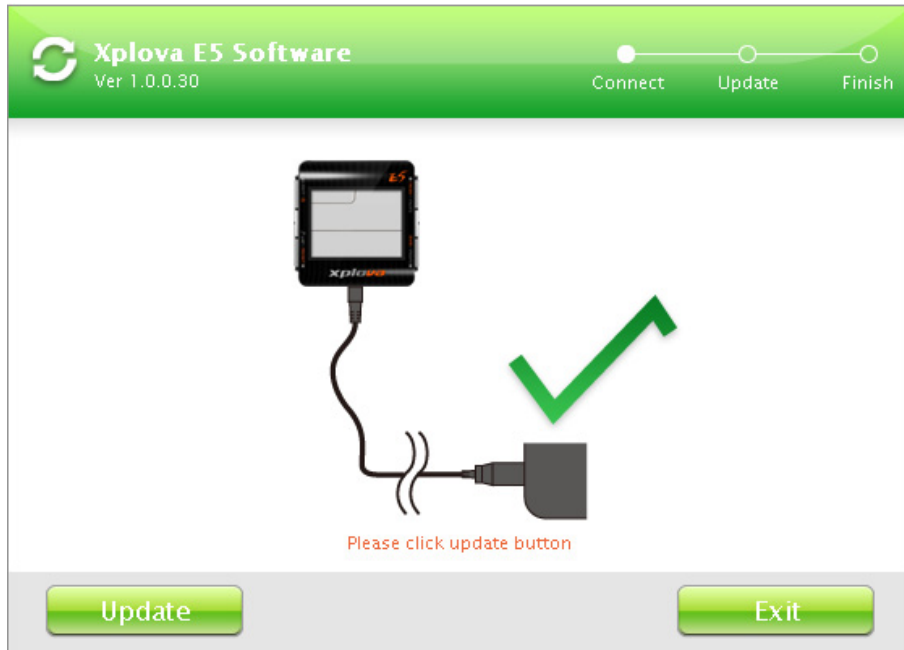 Xplova E5 Software
Ver 1.0.0.30
Connect Update Finish
E5
xplova
Please click update button
Update Exit